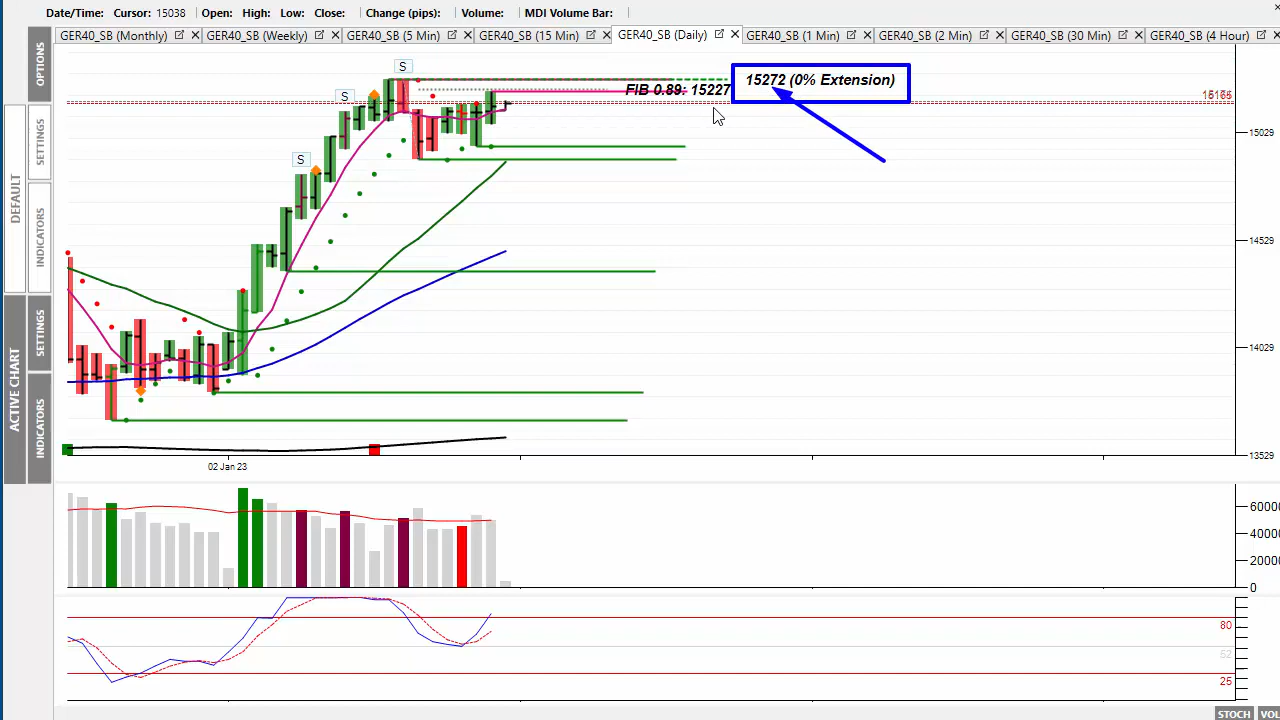 Date/Time: Cursor: 15038 Open: High: Low: Close: Change (pips): Volume: MDI Volume Bar:
GER40_SB (Monthly) GER40_SB (Weekly) GER40_SB (5 Min) GER40_SB (15 Min) GER40_SB (Daily) GER40_SB (1 Min) GER40_SB (2 Min) GER40_SB (30 Min) GER40_SB (4 Hour)
OPTIONS
SETTINGS
DEFAULT
INDICATORS
SETTINGS
ACTIVE CHART
INDICATORS
S
S
S
FIB 0.89: 15227
15272 (0% Extension)
15029
14529
14029
13529
02 Jan 23
60000
40000
20000
0
80
52
25
STOCH VOL